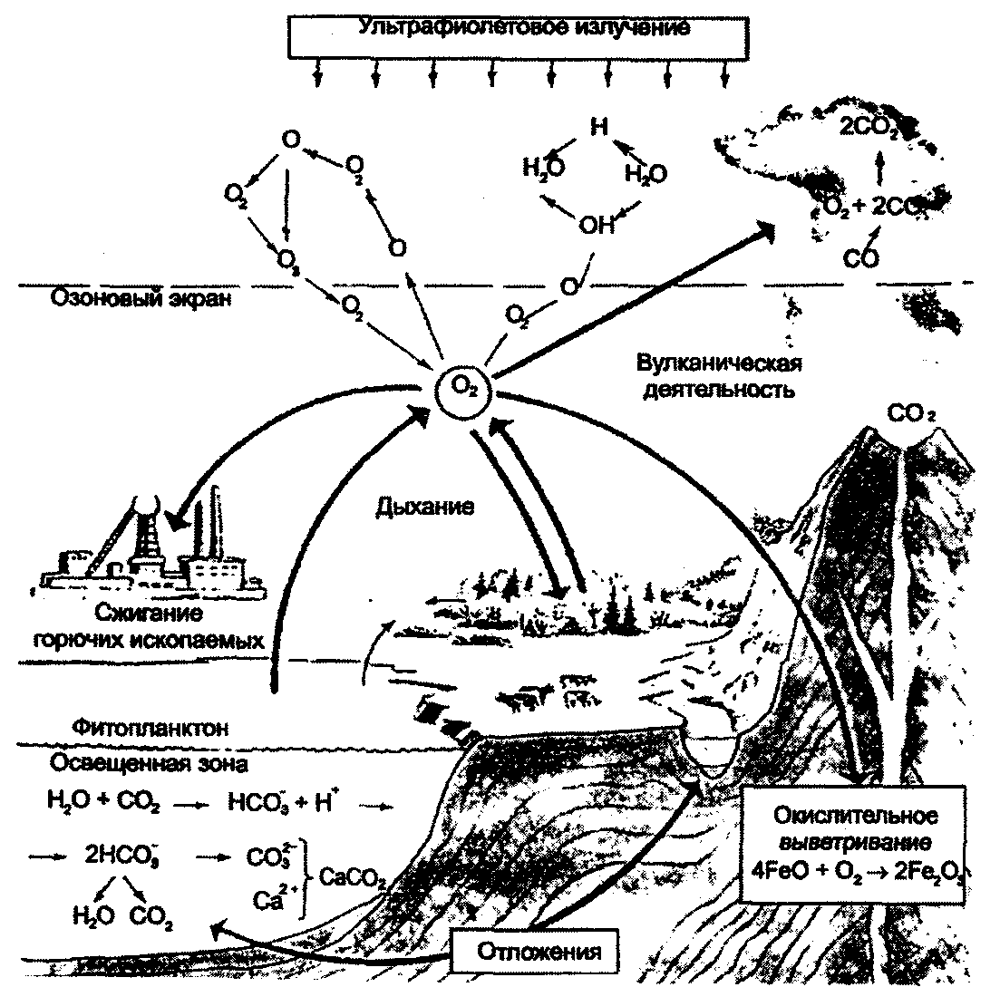 Ультрафиолетовое излучение
O
O₂
O₂
O₃
O
O₂
H
H₂O
H₂O
OH
O
O₂
2CO₂
O₂ + 2CO
CO
Озоновый экран
O₂
Вулканическая
деятельность
CO₂
Дыхание
Сжигание
горючих ископаемых
Фитопланктон
Освещенная зона
H₂O + CO₂ → HCO₃⁻ + H⁺ →
→ 2HCO₃⁻ → CO₃²⁻
Ca²⁺
CaCO₂
H₂O CO₂
Окислительное
выветривание
4FeO + O₂ → 2Fe₂O₃
Отложения